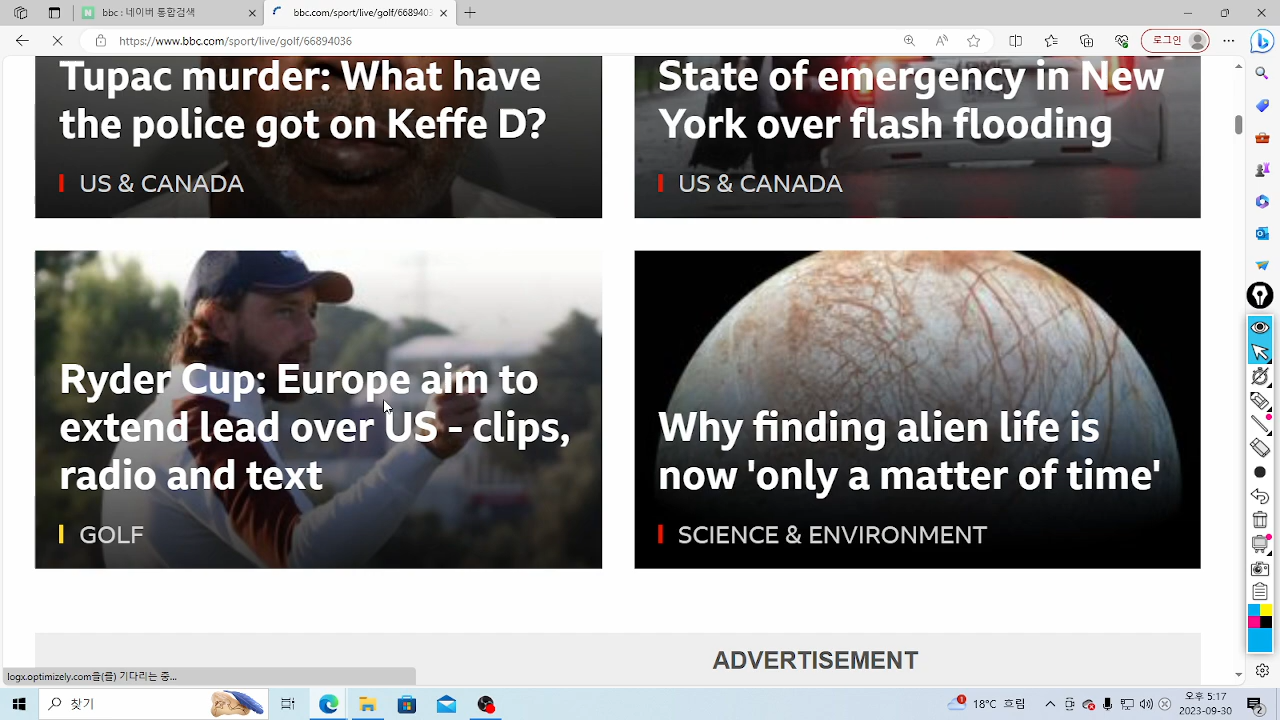 bbc : 네이버 통합검색
bbc.com/sport/live/golf/6689403
https://www.bbc.com/sport/live/golf/66894036
로그인
Tupac murder: What have
the police got on Keffe D?
US & CANADA
State of emergency in New
York over flash flooding
US & CANADA
Ryder Cup: Europe aim to
extend lead over US - clips,
radio and text
GOLF
Why finding alien life is
now 'only a matter of time'
SCIENCE & ENVIRONMENT
ADVERTISEMENT
logx.optimizely.com을(를) 기다리는 중...
찾기
18°C 흐림
오후 5:17
2023-09-30